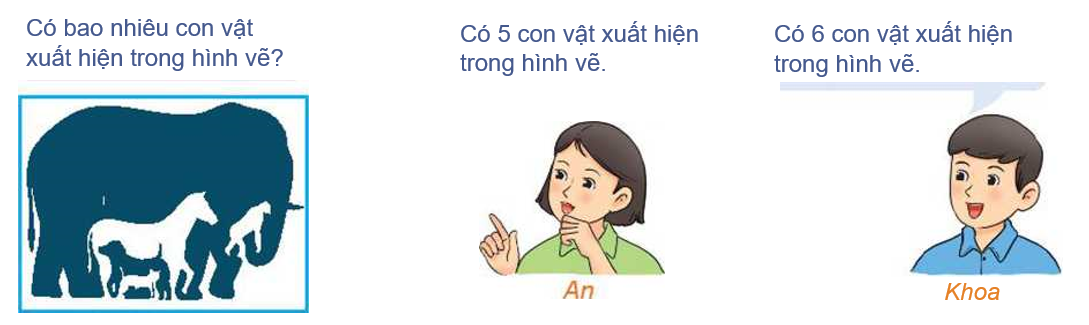 Có bao nhiêu con vật
xuất hiện trong hình vẽ?
Có 5 con vật xuất hiện
trong hình vẽ.
Có 6 con vật xuất hiện
trong hình vẽ.
An
Khoa